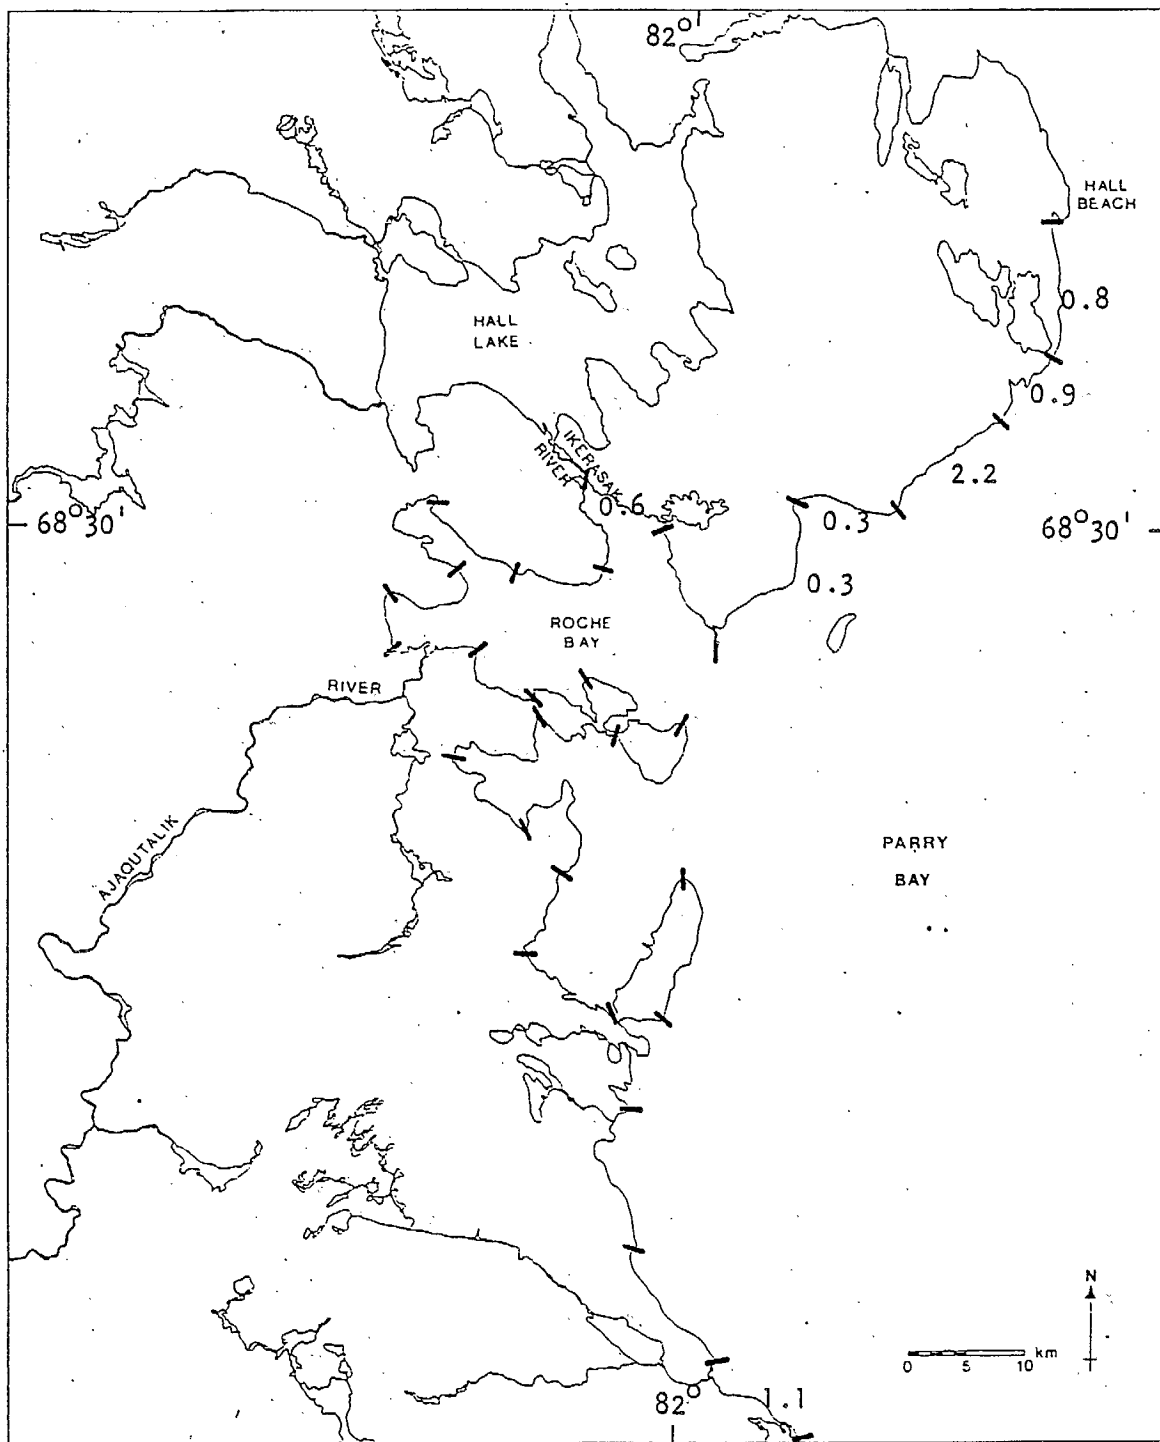 82°
HALL
BEACH
0.8
HALL
LAKE
0.9
IKERASAK
RIVER
2.2
0.6
68°30'
0.3
68°30'
0.3
ROCHE
BAY
RIVER
AJAQUTALIK
PARRY
BAY
N
km
0 5 10
82°
1.1